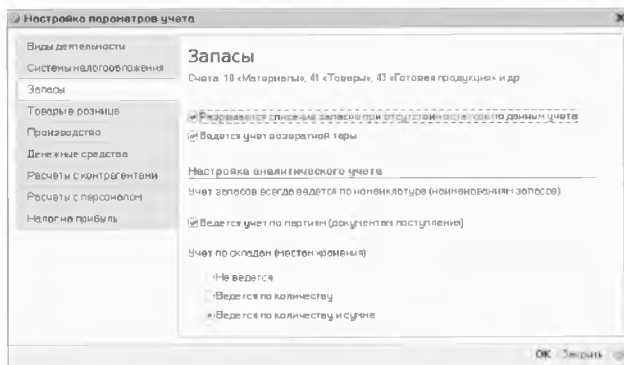 Настройка параметров учета
Виды деятельности
Системы налогообложения
Запасы
Товары в рознице
Производство
Денежные средства
Расчеты с контрагентами
Расчеты с персоналом
Налог на прибыль
Запасы
Счета 10 «Материалы», 41 «Товары», 43 «Готовая продукция» и др
Разрешается списание запасов при отсутствии остатков по данным учета
Ведется учет возвратной тары
Настройка аналитического учета
Учет запасов всегда ведется по номенклатуре (наименованиям запасов)
Ведется учет по партиям (документам поступления)
Учет по складам (местам хранения)
Не ведется
Ведется по количеству
Ведется по количеству и сумме
OK Закрыть